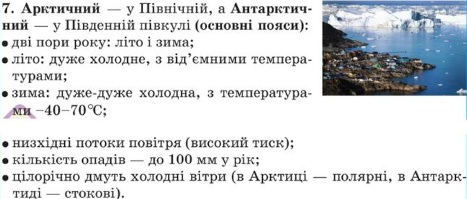 7. Арктичний — у Північній, а Антарктич-
ний — у Південній півкулі (основні пояси):
● дві пори року: літо і зима;
● літо: дуже холодне, з від’ємними темпера-
турами;
● зима: дуже-дуже холодна, з температура-
ми –40–70 °С;
● низхідні потоки повітря (високий тиск);
● кількість опадів — до 100 мм у рік;
● цілорічно дмуть холодні вітри (в Арктиці — полярні, в Антарк-
тиді — стокові).